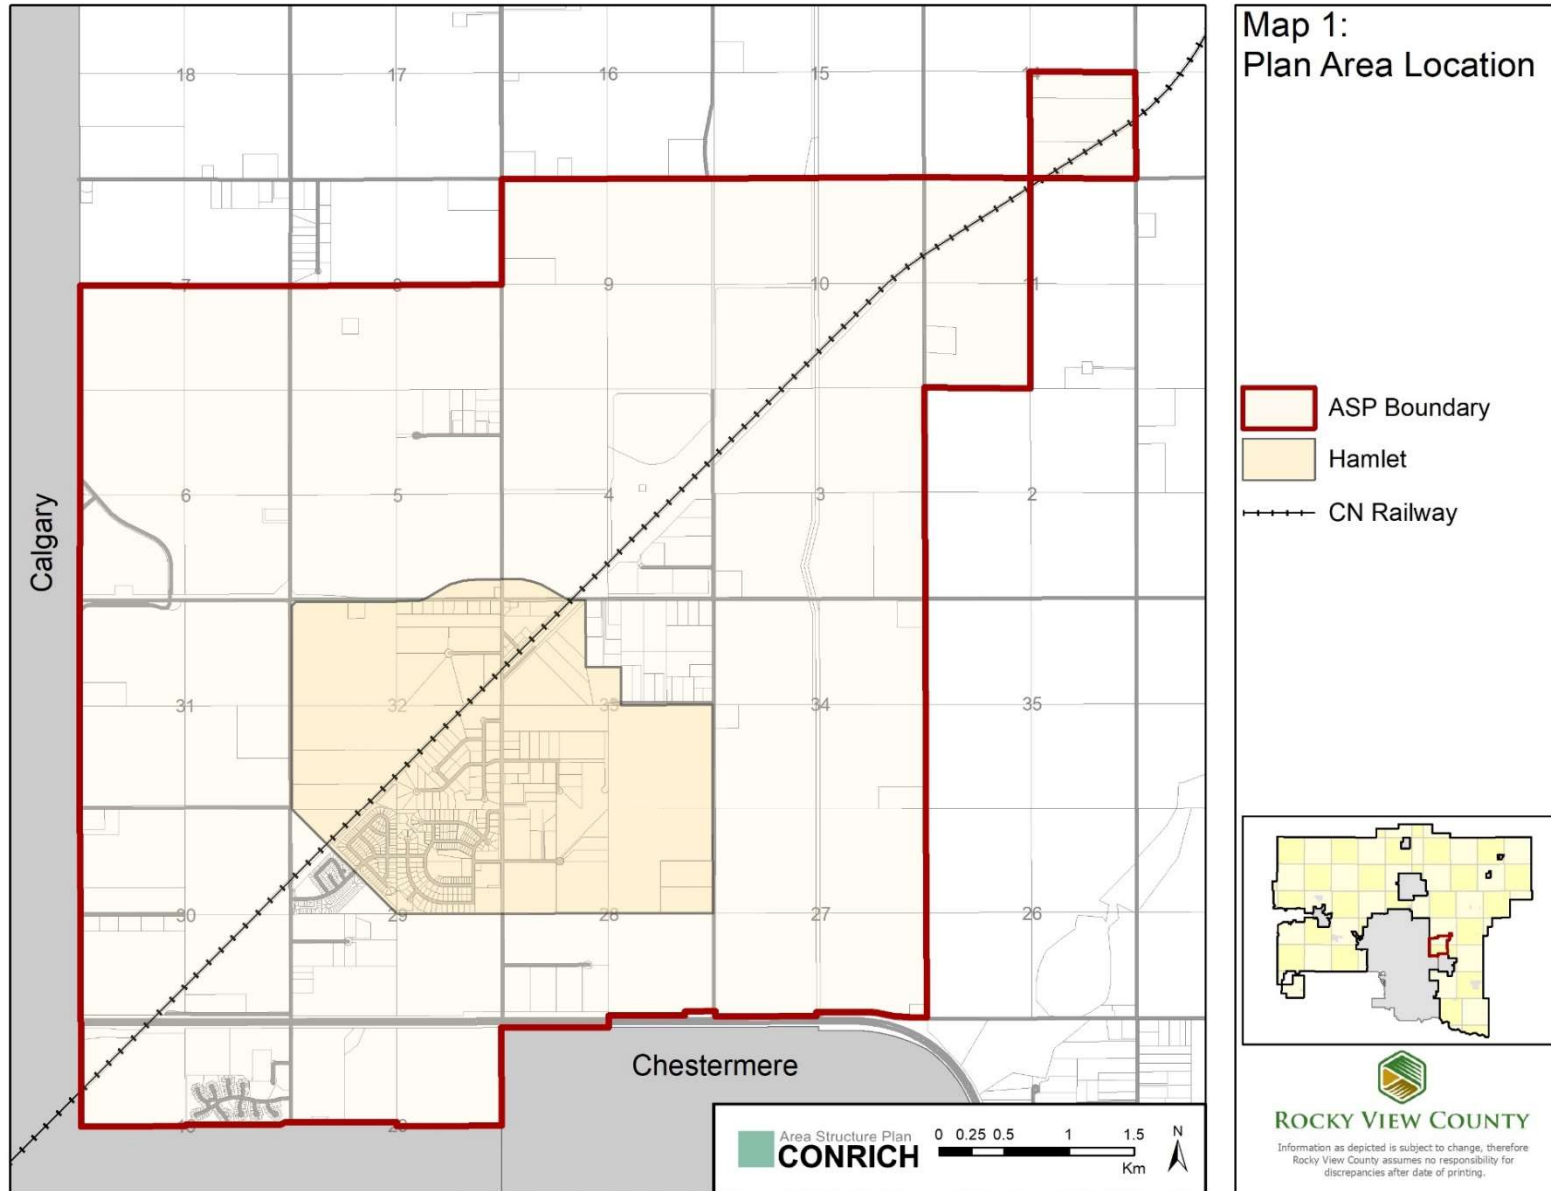 Map 1:
Plan Area Location
18
17
16
15
14
7
8
9
10
11
6
5
4
3
2
31
32
33
34
35
30
29
28
27
26
20
Calgary
Chestermere
ASP Boundary
Hamlet
CN Railway
Area Structure Plan
CONRICH
0 0.25 0.5 1 1.5
Km
N
ROCKY VIEW COUNTY
Information as depicted is subject to change, therefore
Rocky View County assumes no responsibility for
discrepancies after date of printing.